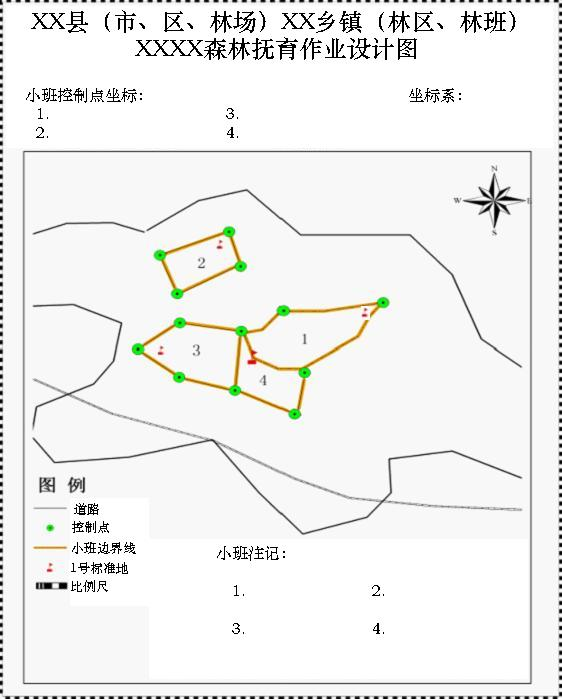 XX县（市、区、林场）XX乡镇（林区、林班）
XXXX森林抚育作业设计图
小班控制点坐标: 坐标系:
1. 3.
2. 4.
N
W E
S
2
1
3
4
图 例
道路
控制点
小班边界线
1号标准地
比例尺
小班注记:
1. 2.
3. 4.